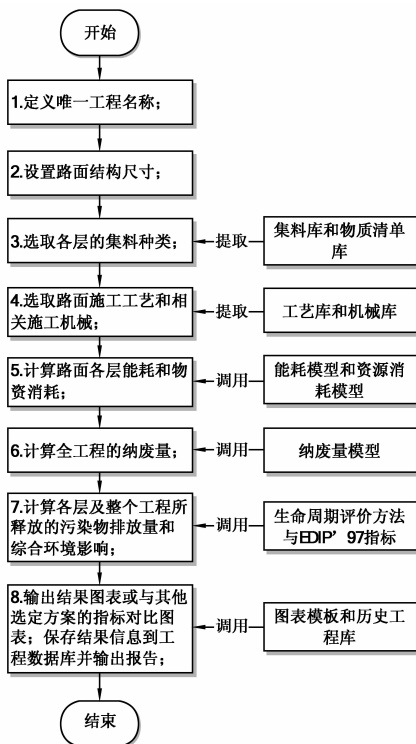 开始
1.定义唯一工程名称；
2.设置路面结构尺寸；
3.选取各层的集料种类；
提取
集料库和物质清单
库
4.选取路面施工工艺和相
关施工机械；
提取
工艺库和机械库
5.计算路面各层能耗和物
资消耗；
调用
能耗模型和资源消
耗模型
6.计算全工程的纳废量；
调用
纳废量模型
7.计算各层及整个工程所
释放的污染物排放量和
综合环境影响；
调用
生命周期评价方法
与EDIP’97指标
8.输出结果图表或与其他
选定方案的指标对比图
表；保存结果信息到工
程数据库并输出报告；
调用
图表模板和历史工
程库
结束